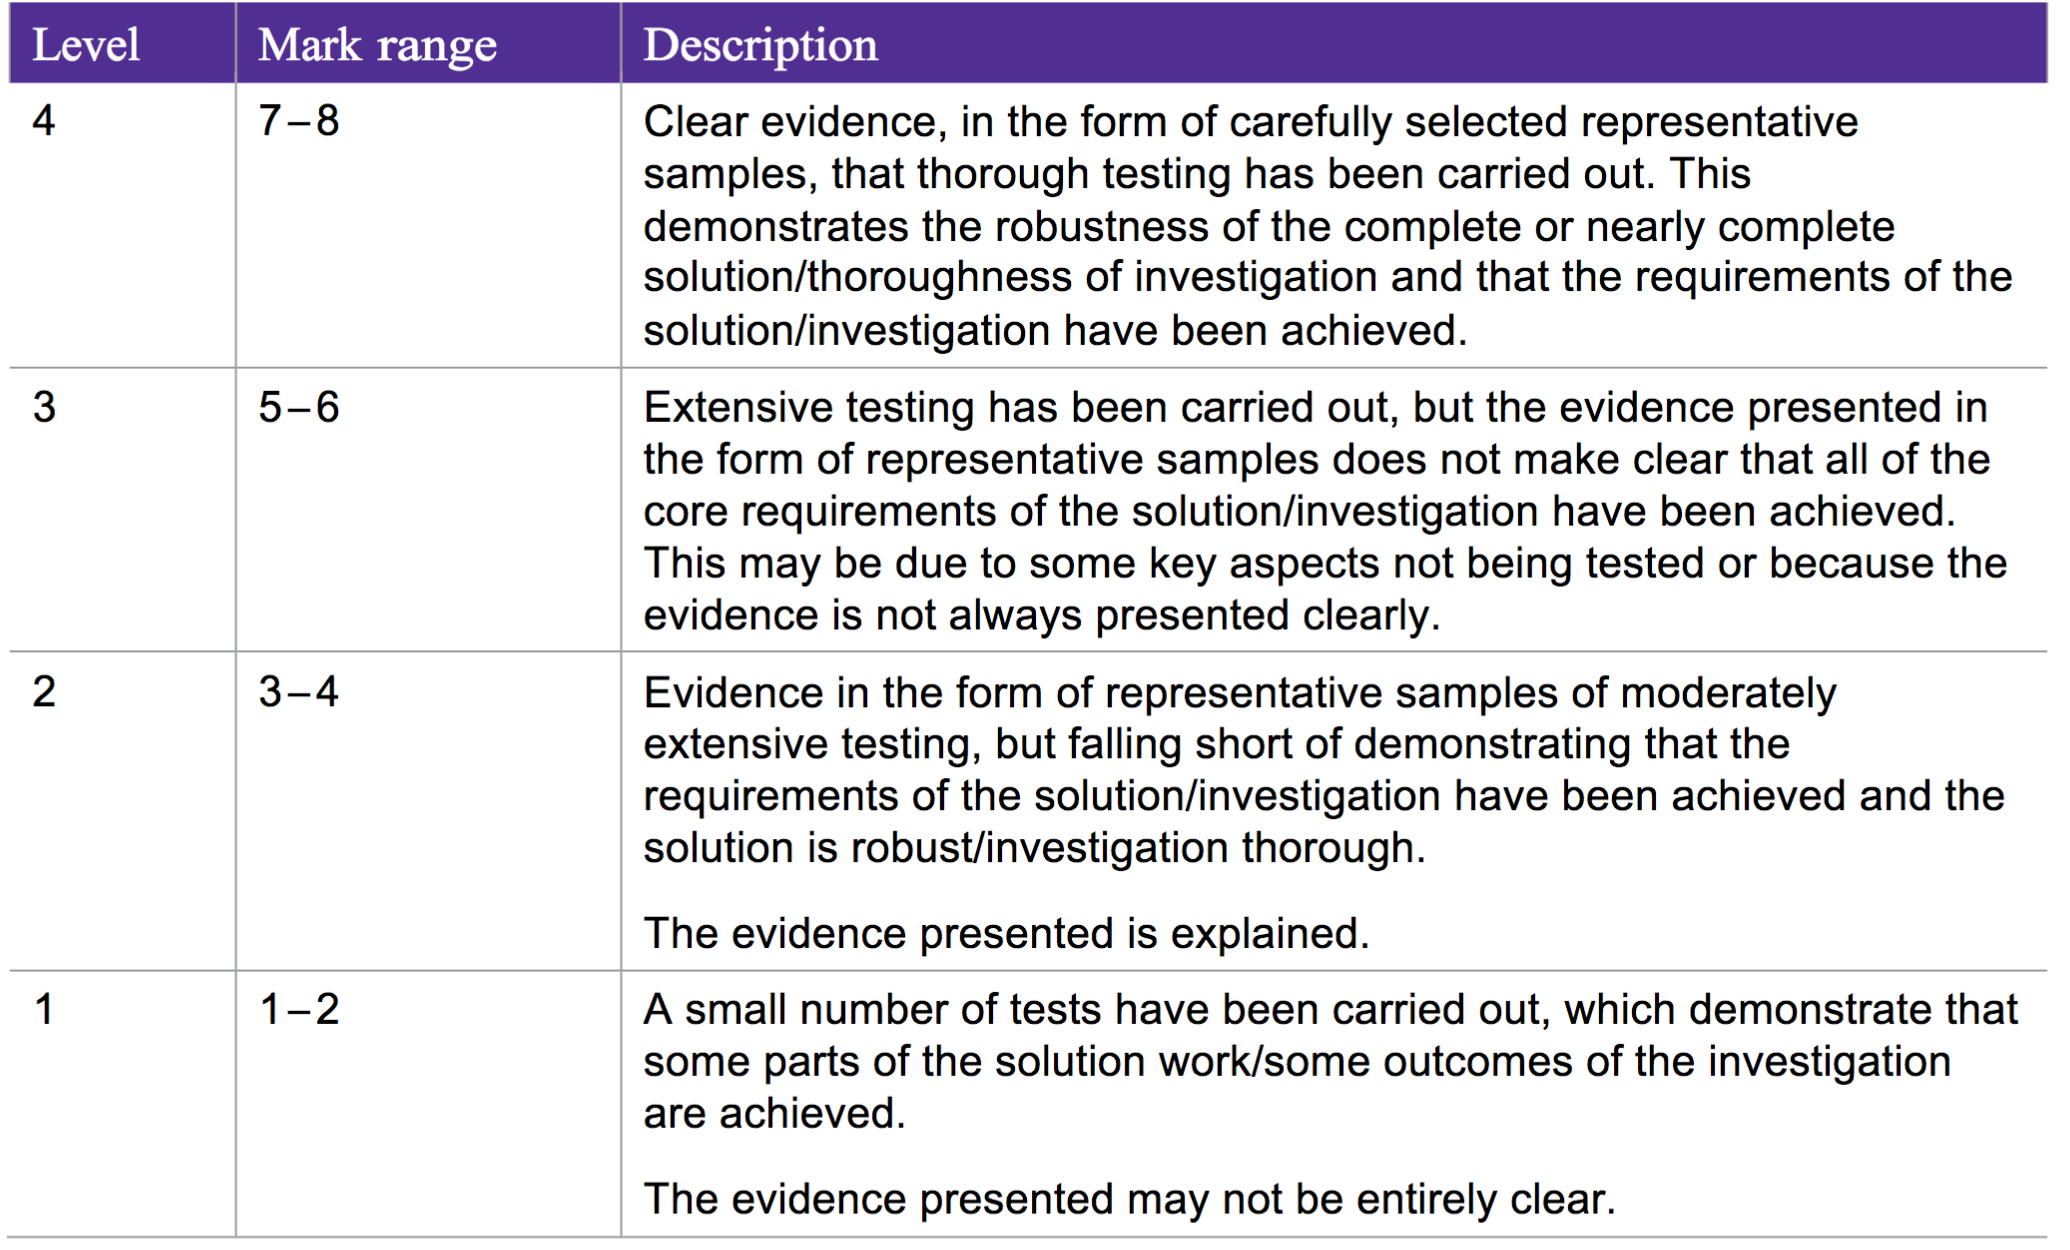 Level Mark range Description
4 7–8 Clear evidence, in the form of carefully selected representative
samples, that thorough testing has been carried out. This
demonstrates the robustness of the complete or nearly complete
solution/thoroughness of investigation and that the requirements of the
solution/investigation have been achieved.
3 5–6 Extensive testing has been carried out, but the evidence presented in
the form of representative samples does not make clear that all of the
core requirements of the solution/investigation have been achieved.
This may be due to some key aspects not being tested or because the
evidence is not always presented clearly.
2 3–4 Evidence in the form of representative samples of moderately
extensive testing, but falling short of demonstrating that the
requirements of the solution/investigation have been achieved and the
solution is robust/investigation thorough.
The evidence presented is explained.
1 1–2 A small number of tests have been carried out, which demonstrate that
some parts of the solution work/some outcomes of the investigation
are achieved.
The evidence presented may not be entirely clear.